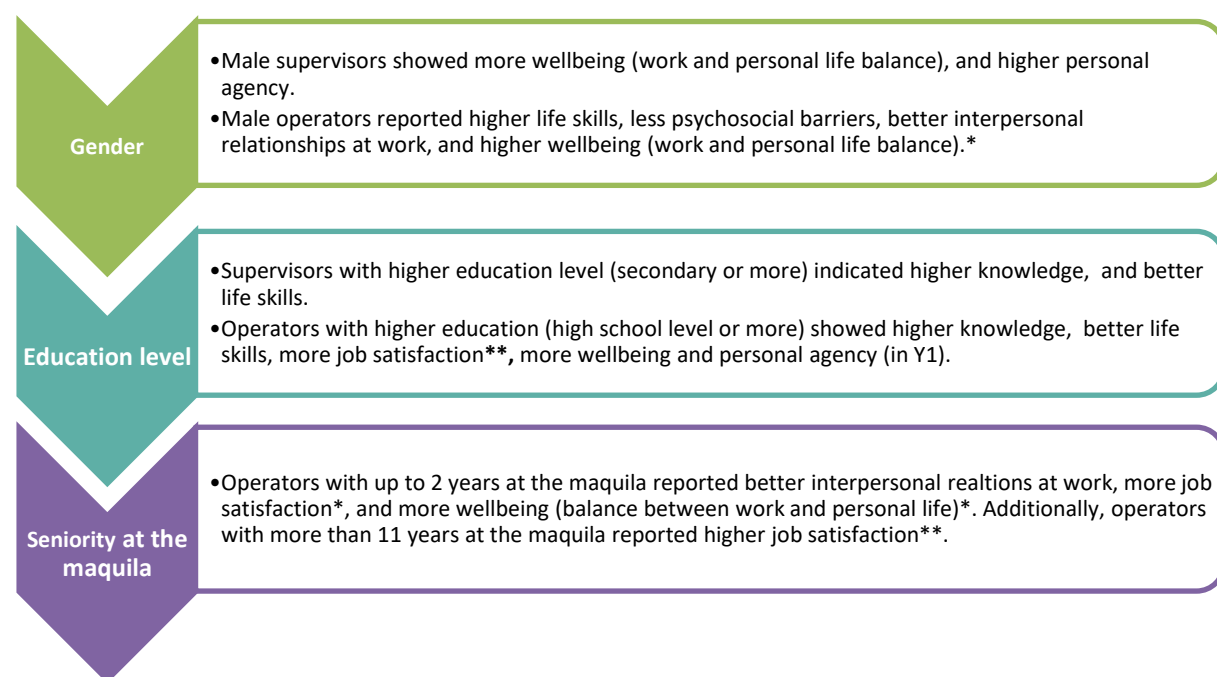 Gender
•Male supervisors showed more wellbeing (work and personal life balance), and higher personal
agency.
•Male operators reported higher life skills, less psychosocial barriers, better interpersonal
relationships at work, and higher wellbeing (work and personal life balance).*
Education level
•Supervisors with higher education level (secondary or more) indicated higher knowledge, and better
life skills.
•Operators with higher education (high school level or more) showed higher knowledge, better life
skills, more job satisfaction**, more wellbeing and personal agency (in Y1).
Seniority at the
maquila
•Operators with up to 2 years at the maquila reported better interpersonal realtions at work, more job
satisfaction*, and more wellbeing (balance between work and personal life)*. Additionally, operators
with more than 11 years at the maquila reported higher job satisfaction**.